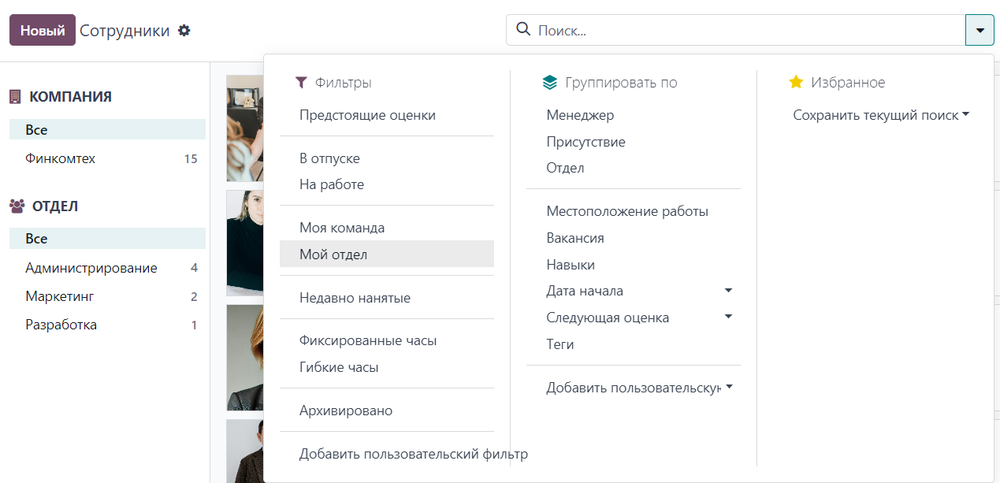 Новый Сотрудники
Поиск...
КОМПАНИЯ
Все
Финкомтех 15
ОТДЕЛ
Все
Администрирование 4
Маркетинг 2
Разработка 1
Фильтры
Предстоящие оценки
В отпуске
На работе
Моя команда
Мой отдел
Недавно нанятые
Фиксированные часы
Гибкие часы
Архивировано
Добавить пользовательский фильтр
Группировать по
Менеджер
Присутствие
Отдел
Местоположение работы
Вакансия
Навыки
Дата начала
Следующая оценка
Теги
Добавить пользовательскую
Избранное
Сохранить текущий поиск